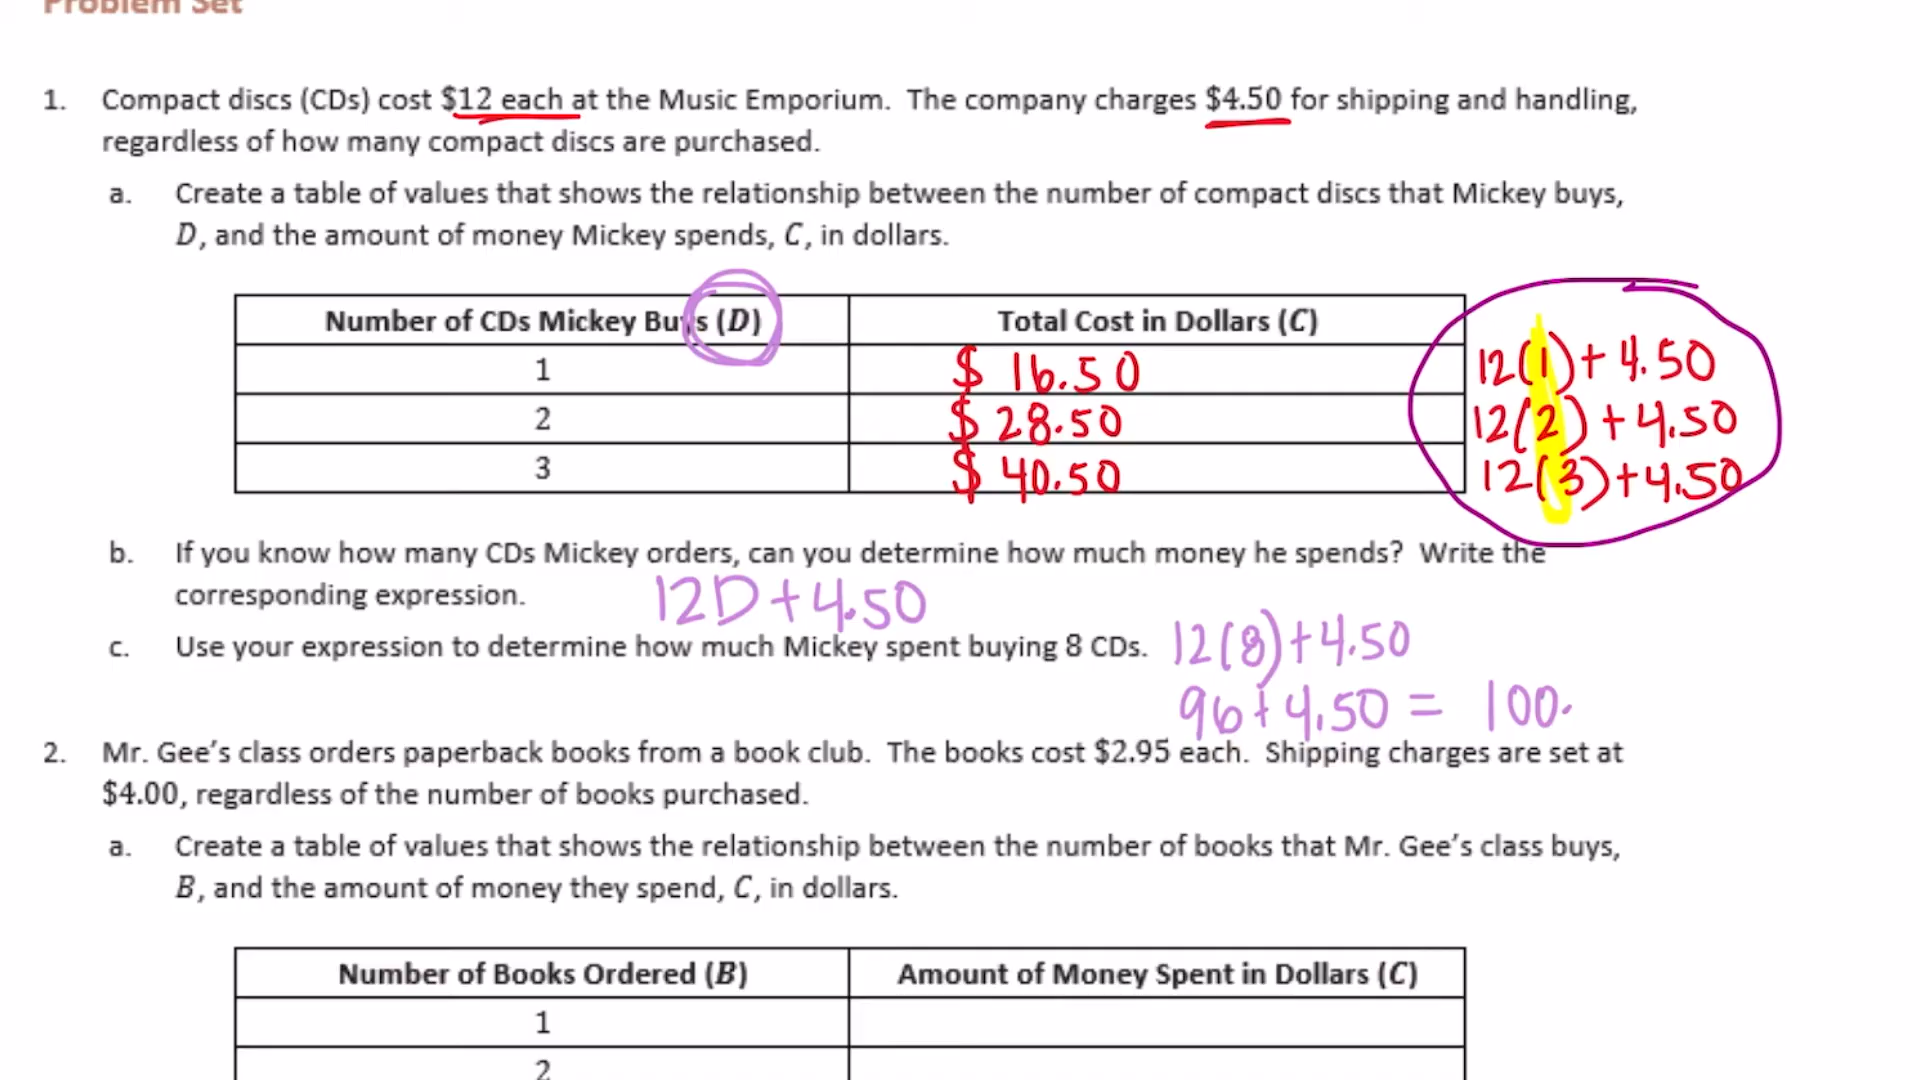 Problem Set
1. Compact discs (CDs) cost $12 each at the Music Emporium. The company charges $4.50 for shipping and handling,
regardless of how many compact discs are purchased.
a. Create a table of values that shows the relationship between the number of compact discs that Mickey buys,
D, and the amount of money Mickey spends, C, in dollars.
Number of CDs Mickey Buys (D) Total Cost in Dollars (C)
1 $ 16.50 12(1)+ 4.50
2 $ 28.50 12(2) + 4.50
3 $ 40.50 12(3)+4.50
b. If you know how many CDs Mickey orders, can you determine how much money he spends? Write the
corresponding expression. 12D+4.50
c. Use your expression to determine how much Mickey spent buying 8 CDs. 12(8)+4.50
96+4.50 = 100.
2. Mr. Gee’s class orders paperback books from a book club. The books cost $2.95 each. Shipping charges are set at
$4.00, regardless of the number of books purchased.
a. Create a table of values that shows the relationship between the number of books that Mr. Gee’s class buys,
B, and the amount of money they spend, C, in dollars.
Number of Books Ordered (B) Amount of Money Spent in Dollars (C)
1
2